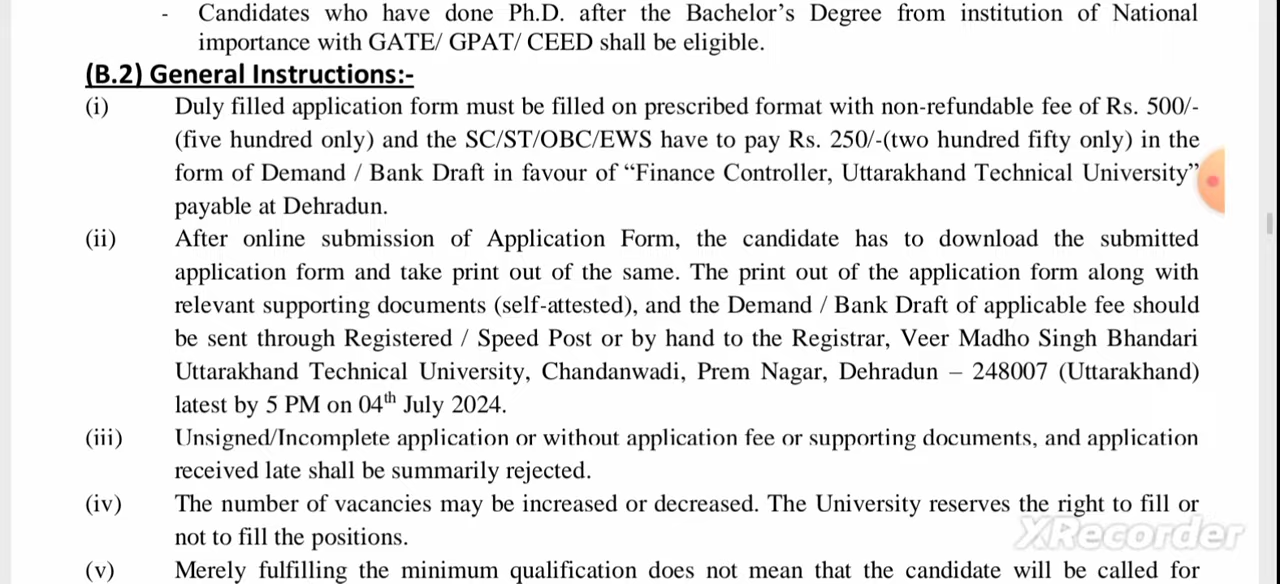 - Candidates who have done Ph.D. after the Bachelor’s Degree from institution of National
importance with GATE/ GPAT/ CEED shall be eligible.
(B.2) General Instructions:-
(i) Duly filled application form must be filled on prescribed format with non-refundable fee of Rs. 500/-
(five hundred only) and the SC/ST/OBC/EWS have to pay Rs. 250/-(two hundred fifty only) in the
form of Demand / Bank Draft in favour of “Finance Controller, Uttarakhand Technical University”
payable at Dehradun.
(ii) After online submission of Application Form, the candidate has to download the submitted
application form and take print out of the same. The print out of the application form along with
relevant supporting documents (self-attested), and the Demand / Bank Draft of applicable fee should
be sent through Registered / Speed Post or by hand to the Registrar, Veer Madho Singh Bhandari
Uttarakhand Technical University, Chandanwadi, Prem Nagar, Dehradun – 248007 (Uttarakhand)
latest by 5 PM on 04th July 2024.
(iii) Unsigned/Incomplete application or without application fee or supporting documents, and application
received late shall be summarily rejected.
(iv) The number of vacancies may be increased or decreased. The University reserves the right to fill or
not to fill the positions.
XRecorder
(v) Merely fulfilling the minimum qualification does not mean that the candidate will be called for